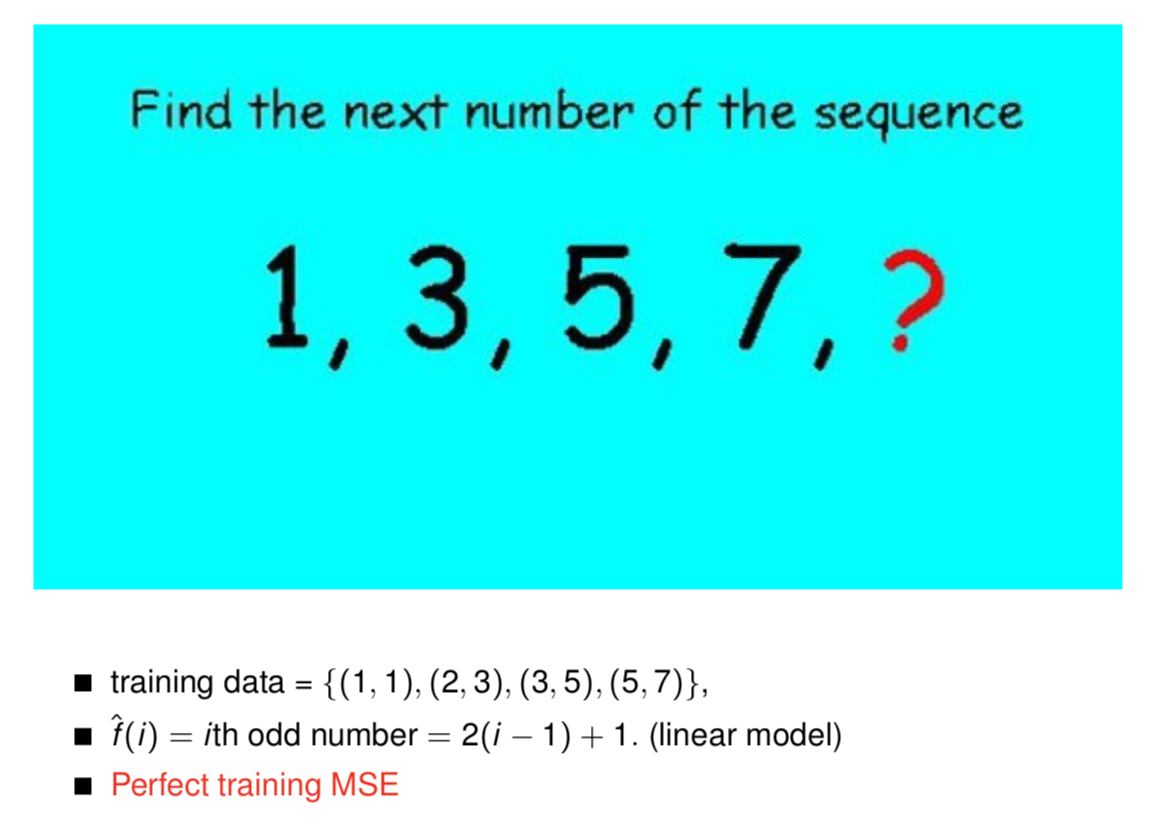 Find the next number of the sequence
1, 3, 5, 7, ?
■ training data = {(1, 1), (2, 3), (3, 5), (5, 7)},
■ f̂(i) = ith odd number = 2(i − 1) + 1. (linear model)
■ Perfect training MSE